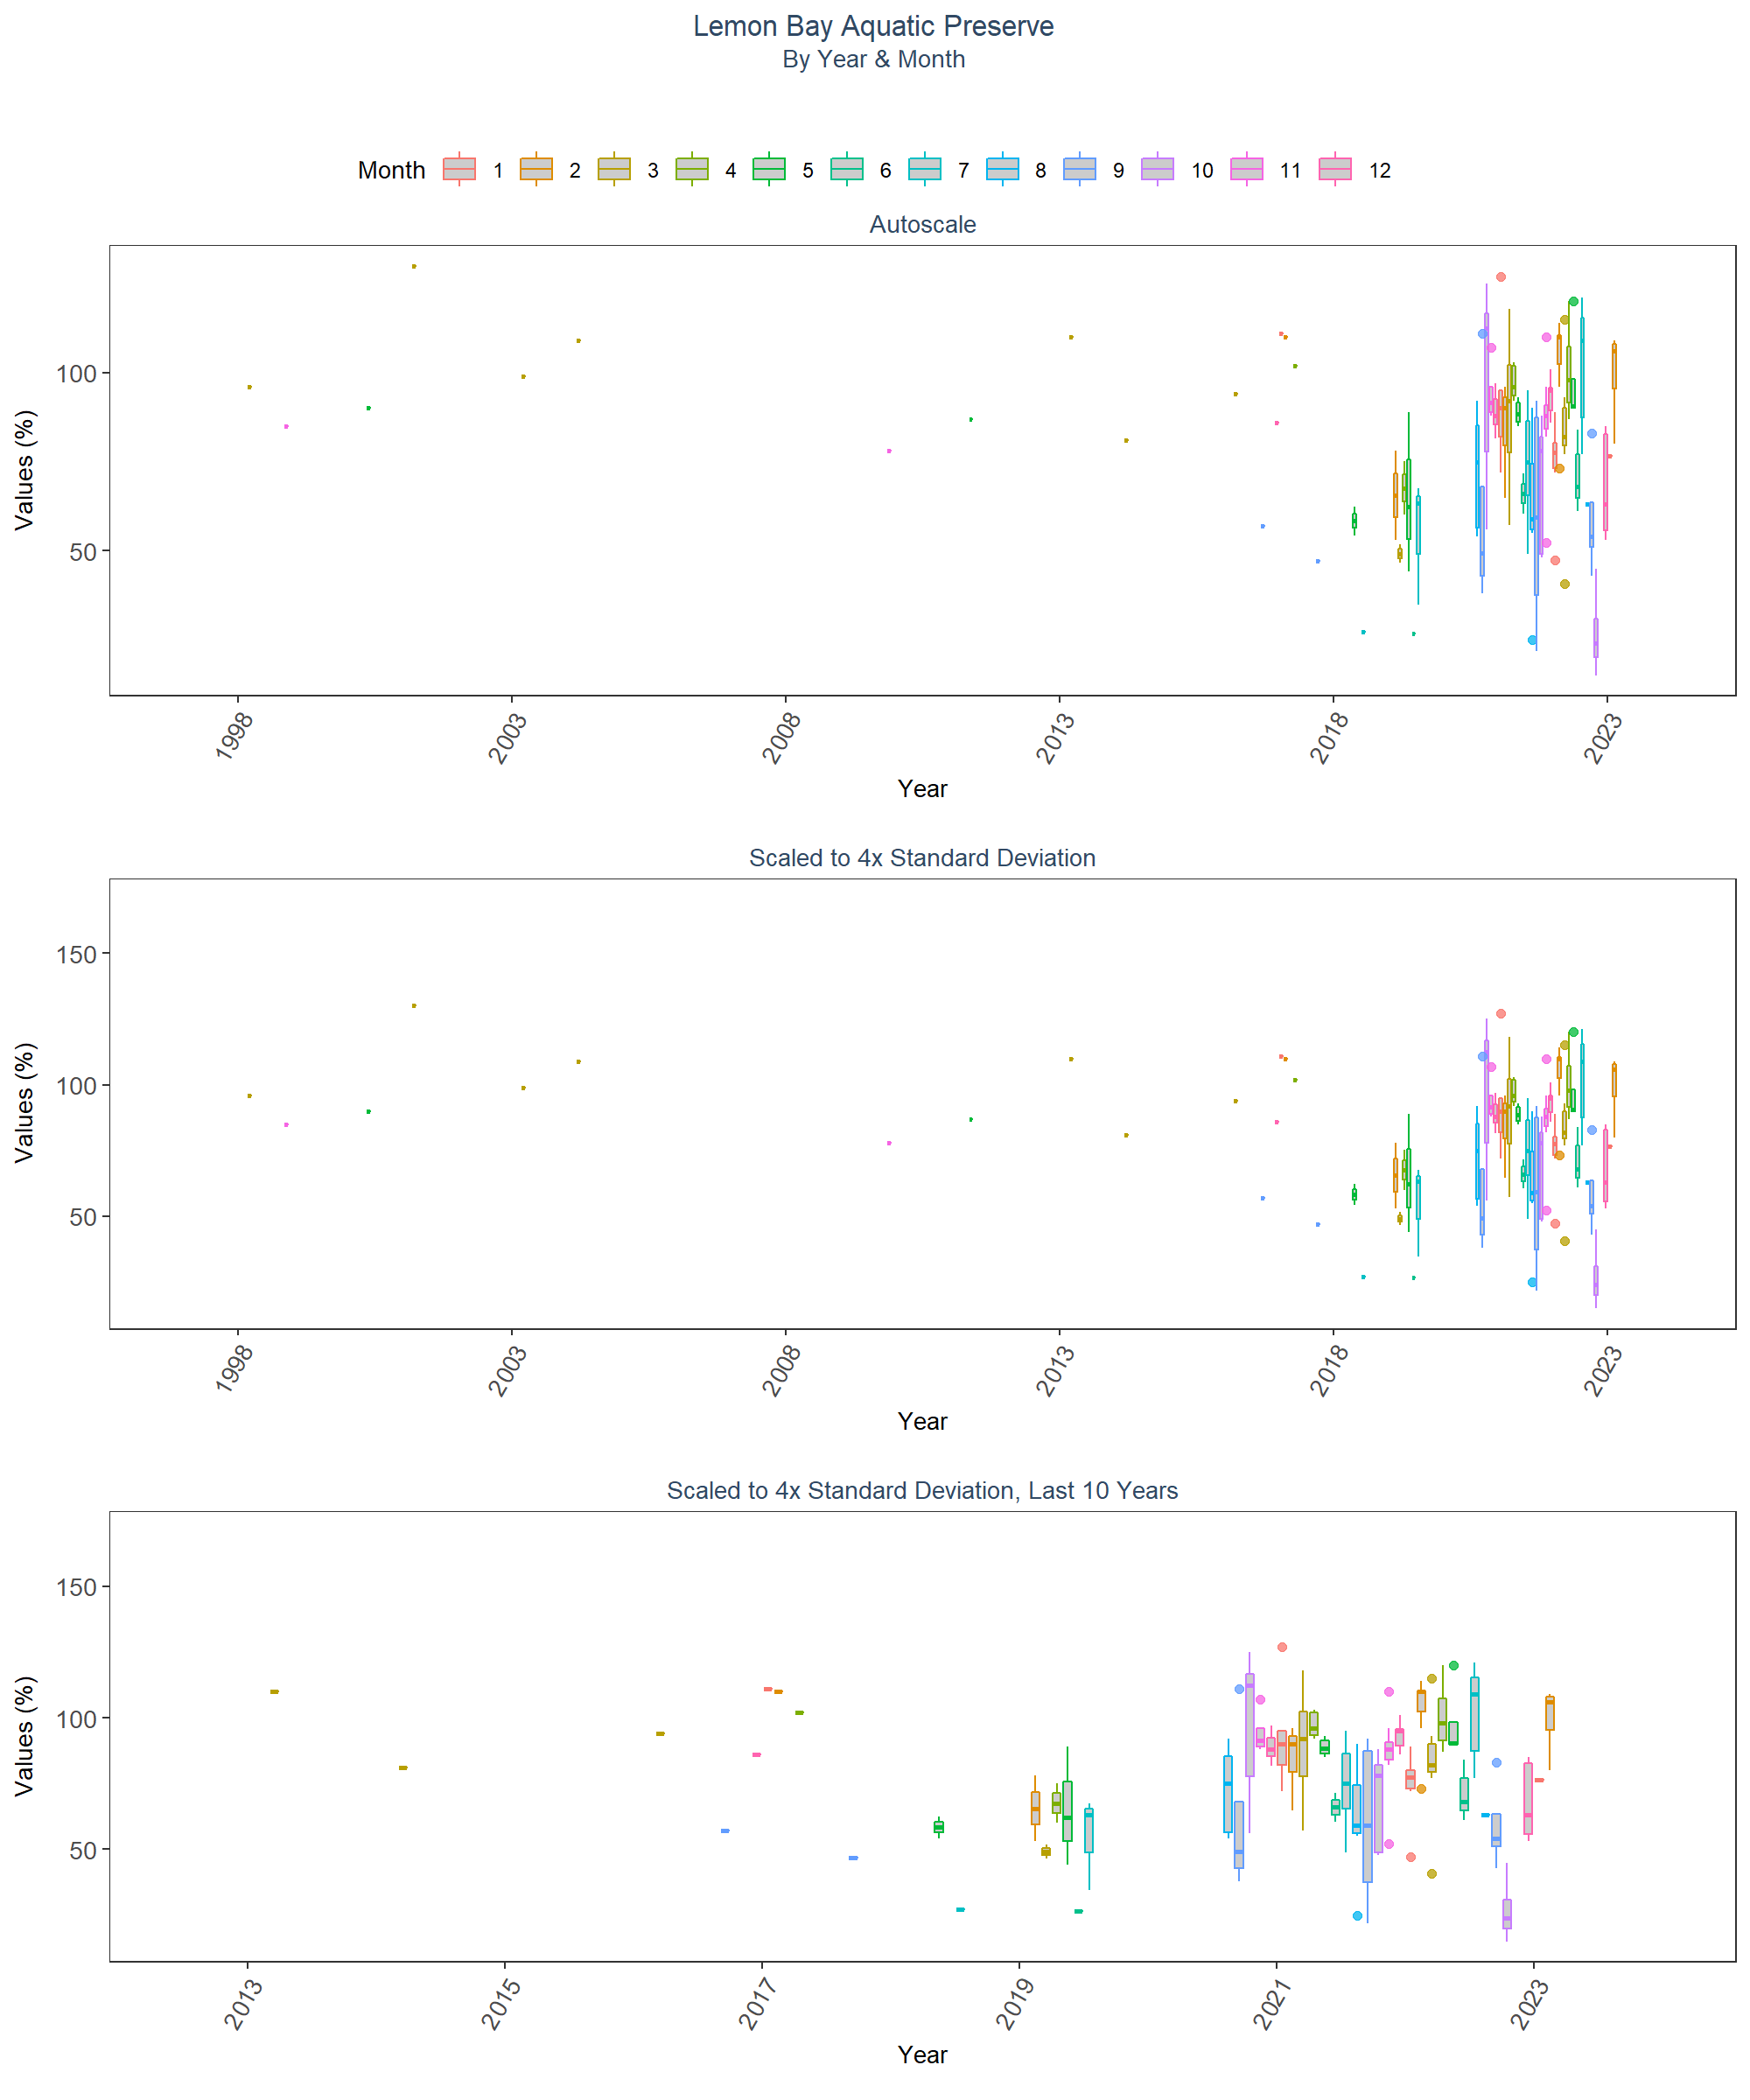 Lemon Bay Aquatic Preserve
By Year & Month
Month 1 2 3 4 5 6 7 8 9 10 11 12
Autoscale
Values (%)
100
50
1998 2003 2008 2013 2018 2023
Year
Scaled to 4x Standard Deviation
Values (%)
150
100
50
1998 2003 2008 2013 2018 2023
Year
Scaled to 4x Standard Deviation, Last 10 Years
Values (%)
150
100
50
2013 2015 2017 2019 2021 2023
Year